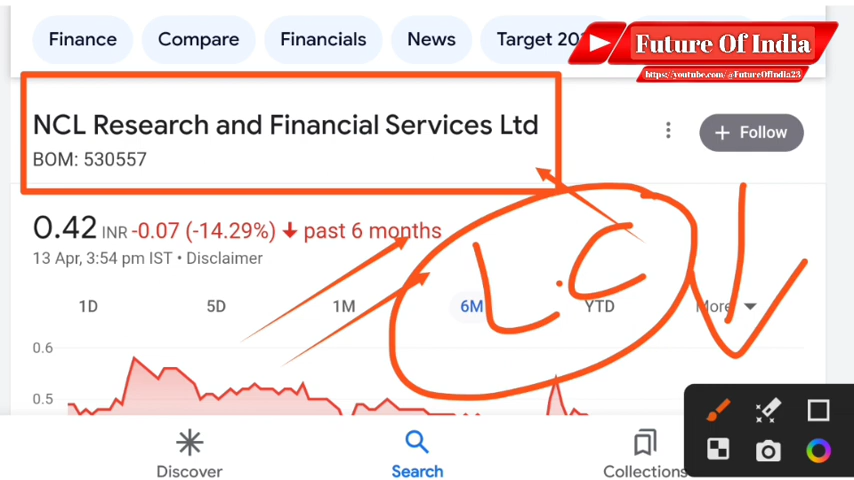 Finance Compare Financials News Target 202
Future Of India
https://youtube.com/@FutureOfIndia23
NCL Research and Financial Services Ltd
BOM: 530557
+ Follow
0.42 INR -0.07 (-14.29%) ↓ past 6 months
13 Apr, 3:54 pm IST • Disclaimer
L.C
1D 5D 1M 6M YTD More
0.6
0.5
Discover Search Collections